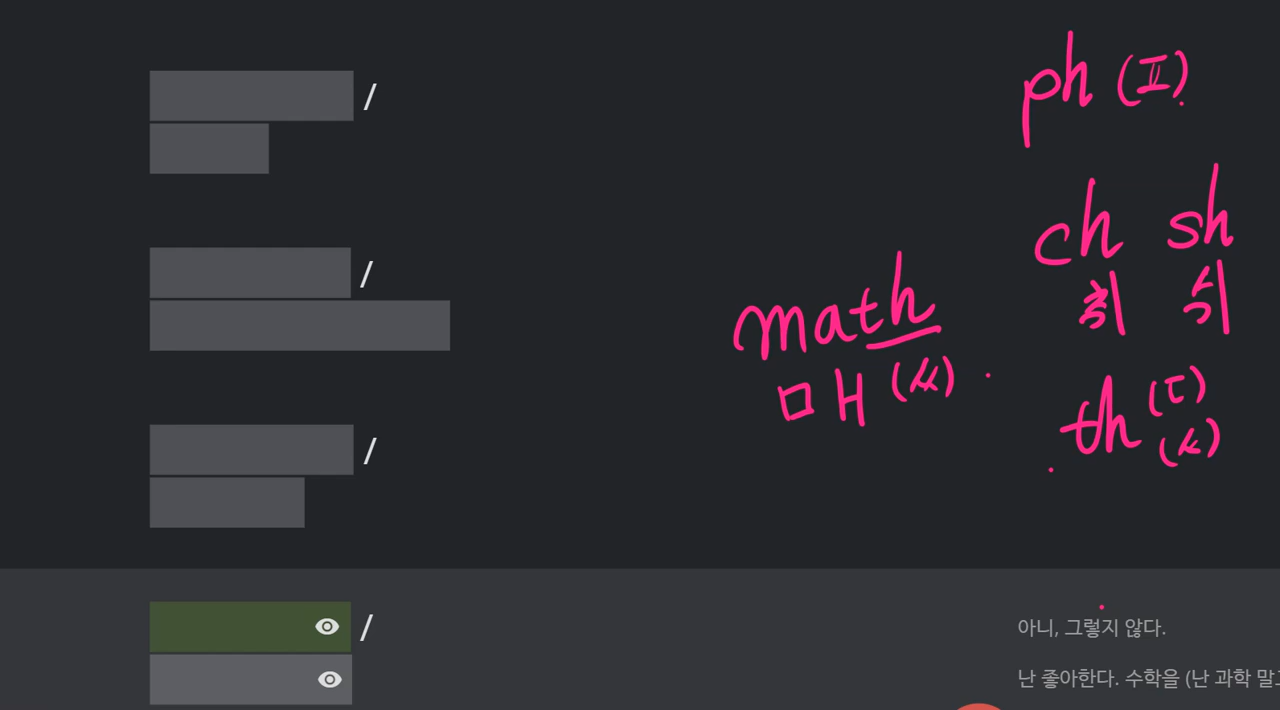 /
/
/
/
ph (ㅍ)
ch sh
취 쉬
math
매 (ㅆ)
th (ㄷ)
(ㅅ)
아니, 그렇지 않다.
난 좋아한다. 수학을 (난 과학 말고